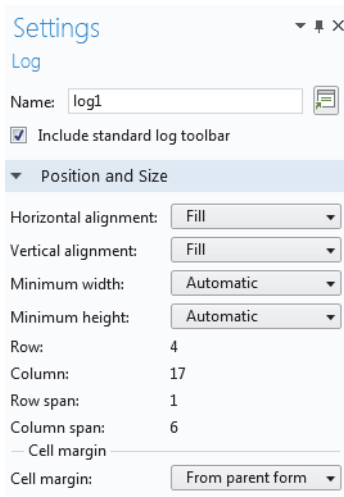 Settings
Log
Name: log1
Include standard log toolbar
Position and Size
Horizontal alignment: Fill
Vertical alignment: Fill
Minimum width: Automatic
Minimum height: Automatic
Row: 4
Column: 17
Row span: 1
Column span: 6
Cell margin
Cell margin: From parent form